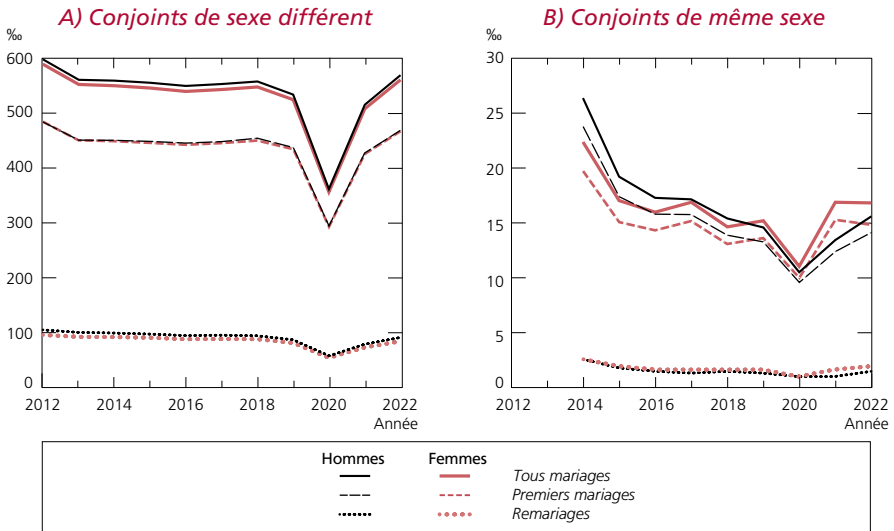 A) Conjoints de sexe différent
‰
600
500
400
300
200
100
0
2012 2014 2016 2018 2020 2022
Année
B) Conjoints de même sexe
‰
30
25
20
15
10
5
0
2012 2014 2016 2018 2020 2022
Année
Hommes Femmes
Tous mariages
Premiers mariages
Remariages